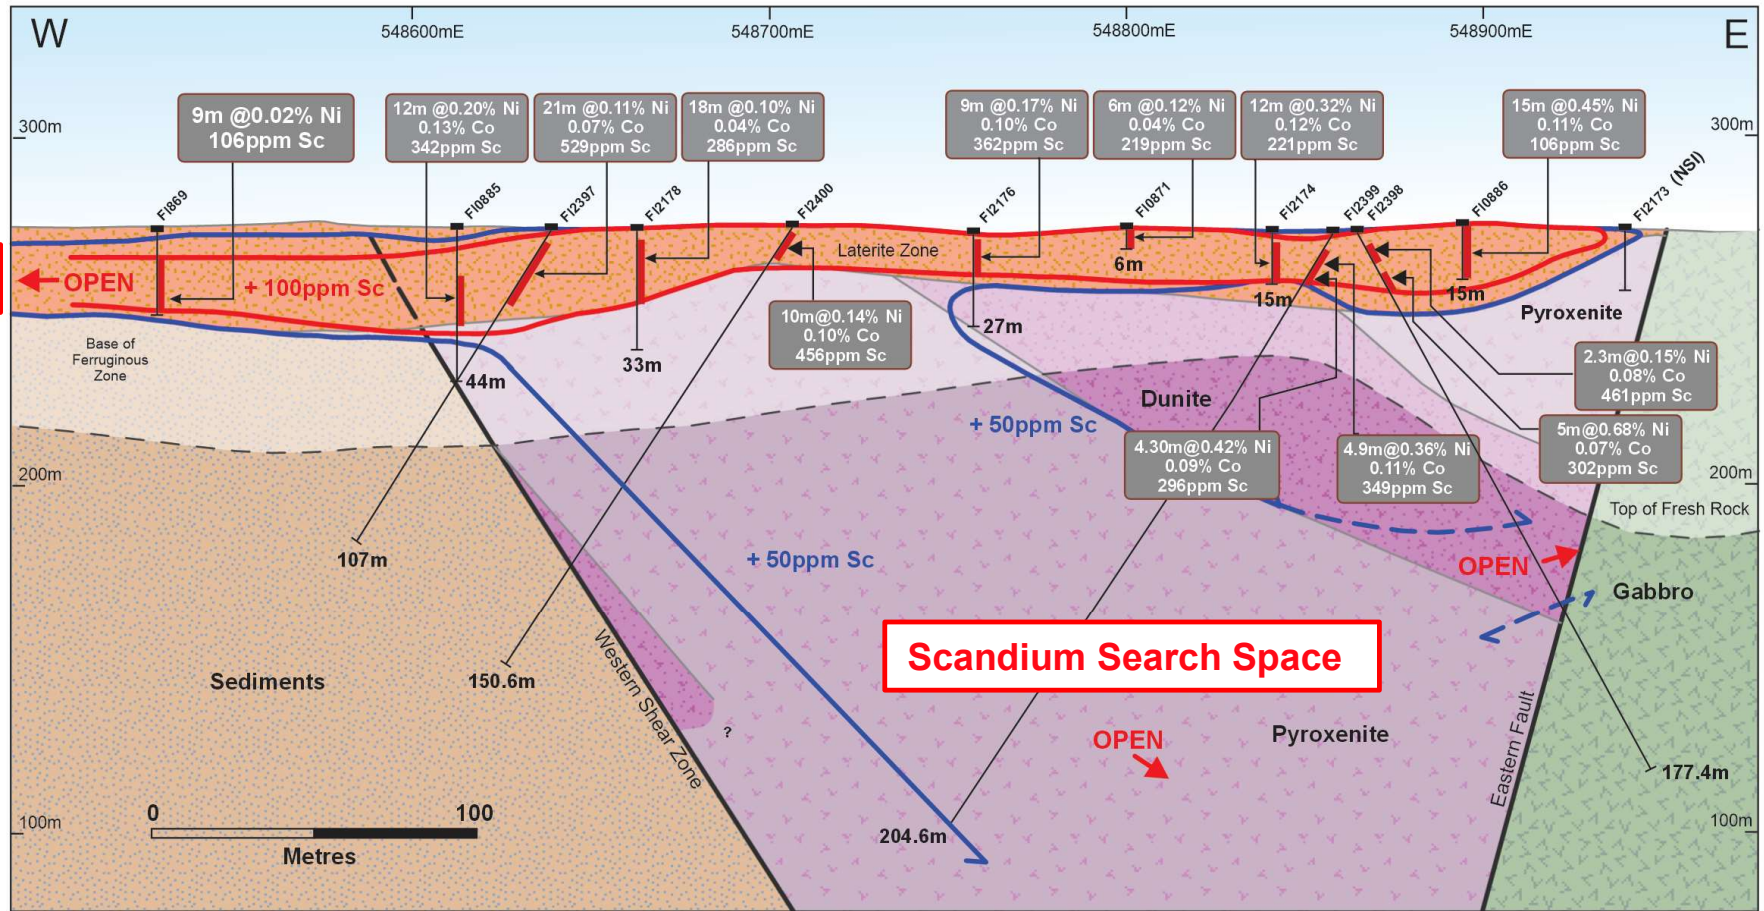 W
548600mE
548700mE
548800mE
548900mE
E
300m
300m
9m @0.02% Ni
106ppm Sc
12m @0.20% Ni
0.13% Co
342ppm Sc
21m @0.11% Ni
0.07% Co
529ppm Sc
18m @0.10% Ni
0.04% Co
286ppm Sc
9m @0.17% Ni
0.10% Co
362ppm Sc
6m @0.12% Ni
0.04% Co
219ppm Sc
12m @0.32% Ni
0.12% Co
221ppm Sc
15m @0.45% Ni
0.11% Co
106ppm Sc
FI869
FI0885
FI2397
FI2178
FI2400
FI2176
FI0871
FI2174
FI2399
FI2398
FI0886
FI2173 (NSI)
OPEN
+ 100ppm Sc
Laterite Zone
6m
15m
15m
Pyroxenite
Base of
Ferruginous
Zone
44m
33m
10m@0.14% Ni
0.10% Co
456ppm Sc
27m
2.3m@0.15% Ni
0.08% Co
461ppm Sc
Dunite
+ 50ppm Sc
4.30m@0.42% Ni
0.09% Co
296ppm Sc
4.9m@0.36% Ni
0.11% Co
349ppm Sc
5m@0.68% Ni
0.07% Co
302ppm Sc
200m
200m
Top of Fresh Rock
107m
+ 50ppm Sc
OPEN
Gabbro
Scandium Search Space
Sediments
150.6m
Western Shear Zone
?
OPEN
Pyroxenite
Eastern Fault
177.4m
0
100
Metres
100m
100m
204.6m